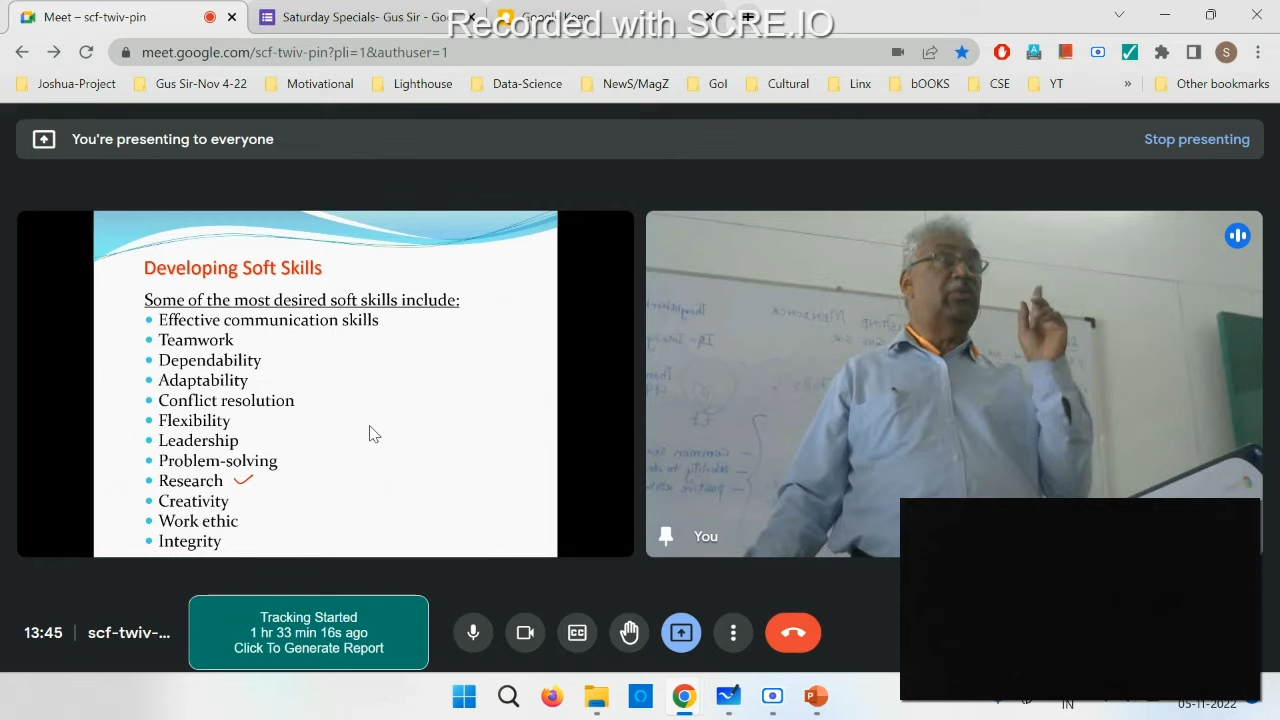 Meet – scf-twiv-pin
Saturday Specials- Gus Sir - Goo
Google Keep
Recorded with SCRE.IO
meet.google.com/scf-twiv-pin?pli=1&authuser=1
S
Joshua-Project
Gus Sir-Nov 4-22
Motivational
Lighthouse
Data-Science
NewS/MagZ
GoI
Cultural
Linx
bOOKS
CSE
YT
»
Other bookmarks
You're presenting to everyone
Stop presenting
Developing Soft Skills
Some of the most desired soft skills include:
Effective communication skills
Teamwork
Dependability
Adaptability
Conflict resolution
Flexibility
Leadership
Problem-solving
Research
Creativity
Work ethic
Integrity
You
13:45
scf-twiv-...
Tracking Started
1 hr 33 min 16s ago
Click To Generate Report
CC
IN
05-11-2022